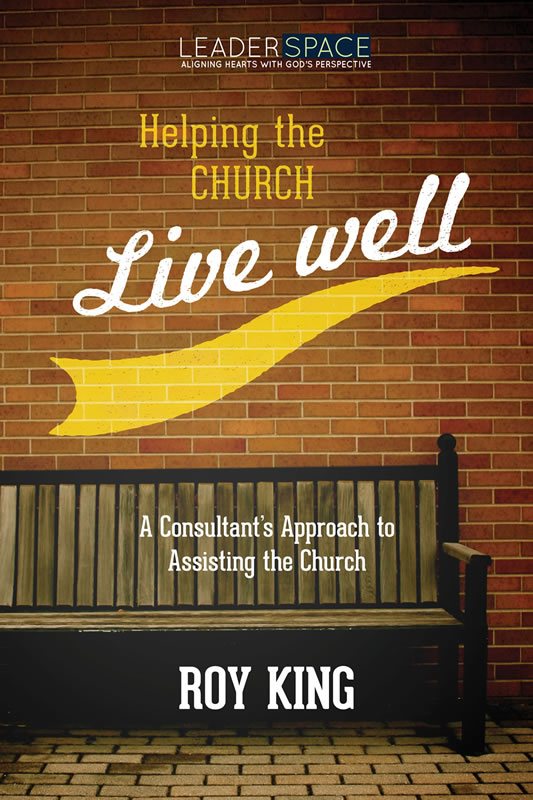 LEADERSPACE
ALIGNING HEARTS WITH GOD'S PERSPECTIVE
Helping the
CHURCH
Live well
A Consultant's Approach to
Assisting the Church
ROY KING